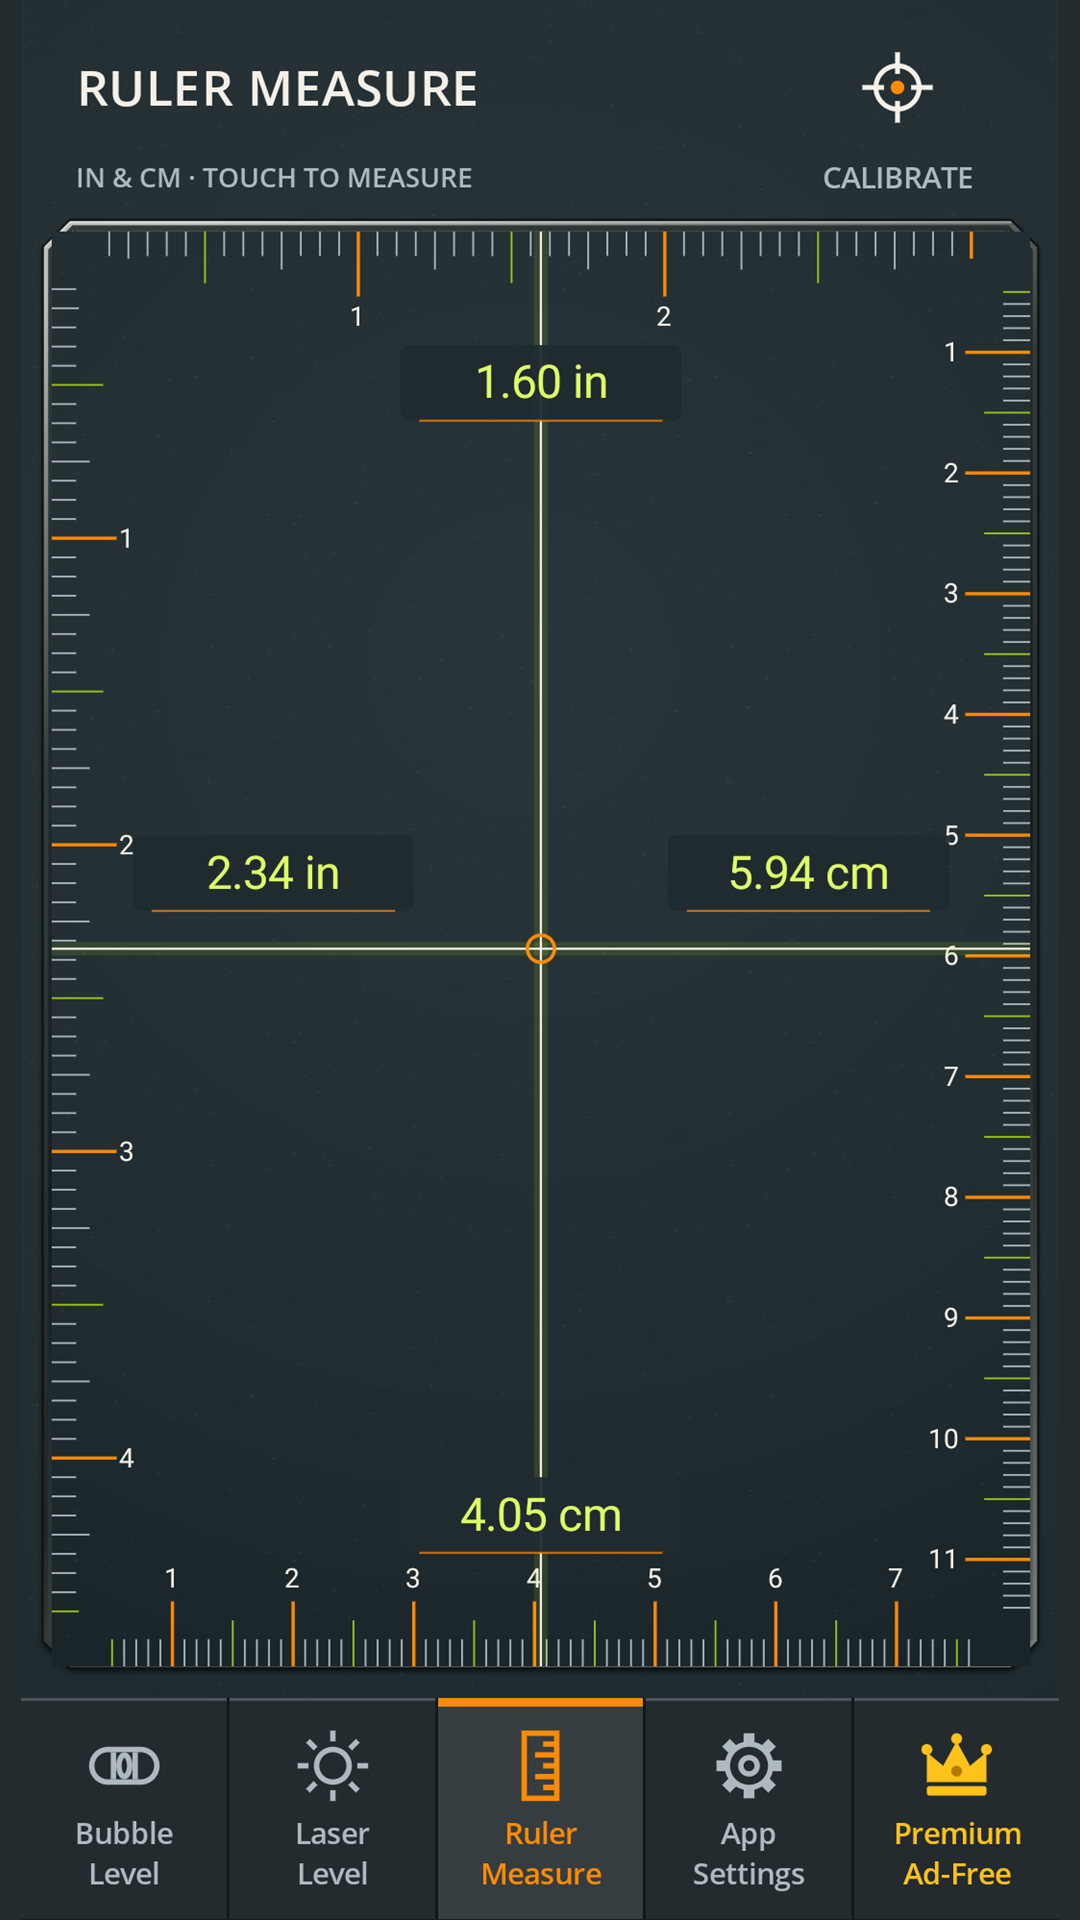 RULER MEASURE
IN & CM · TOUCH TO MEASURE
CALIBRATE
1
2
1.60 in
1
2
3
4
1
2
3
4
5
6
7
8
9
10
11
2.34 in
5.94 cm
4.05 cm
1
2
3
4
5
6
7
Bubble
Level
Laser
Level
Ruler
Measure
App
Settings
Premium
Ad-Free